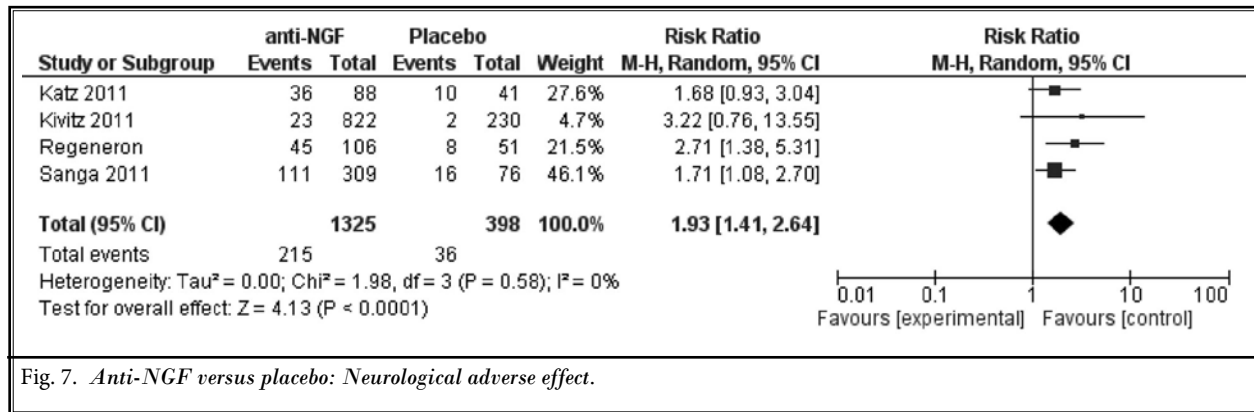 anti-NGF Placebo Risk Ratio Risk Ratio
Study or Subgroup Events Total Events Total Weight M-H, Random, 95% CI M-H, Random, 95% CI
Katz 2011 36 88 10 41 27.6% 1.68 [0.93, 3.04]
Kivitz 2011 23 822 2 230 4.7% 3.22 [0.76, 13.55]
Regeneron 45 106 8 51 21.5% 2.71 [1.38, 5.31]
Sanga 2011 111 309 16 76 46.1% 1.71 [1.08, 2.70]
Total (95% CI) 1325 398 100.0% 1.93 [1.41, 2.64]
Total events 215 36
Heterogeneity: Tau² = 0.00; Chi² = 1.98, df = 3 (P = 0.58); I² = 0%
Test for overall effect: Z = 4.13 (P < 0.0001)
0.01 0.1 1 10 100
Favours [experimental] Favours [control]
Fig. 7. Anti-NGF versus placebo: Neurological adverse effect.